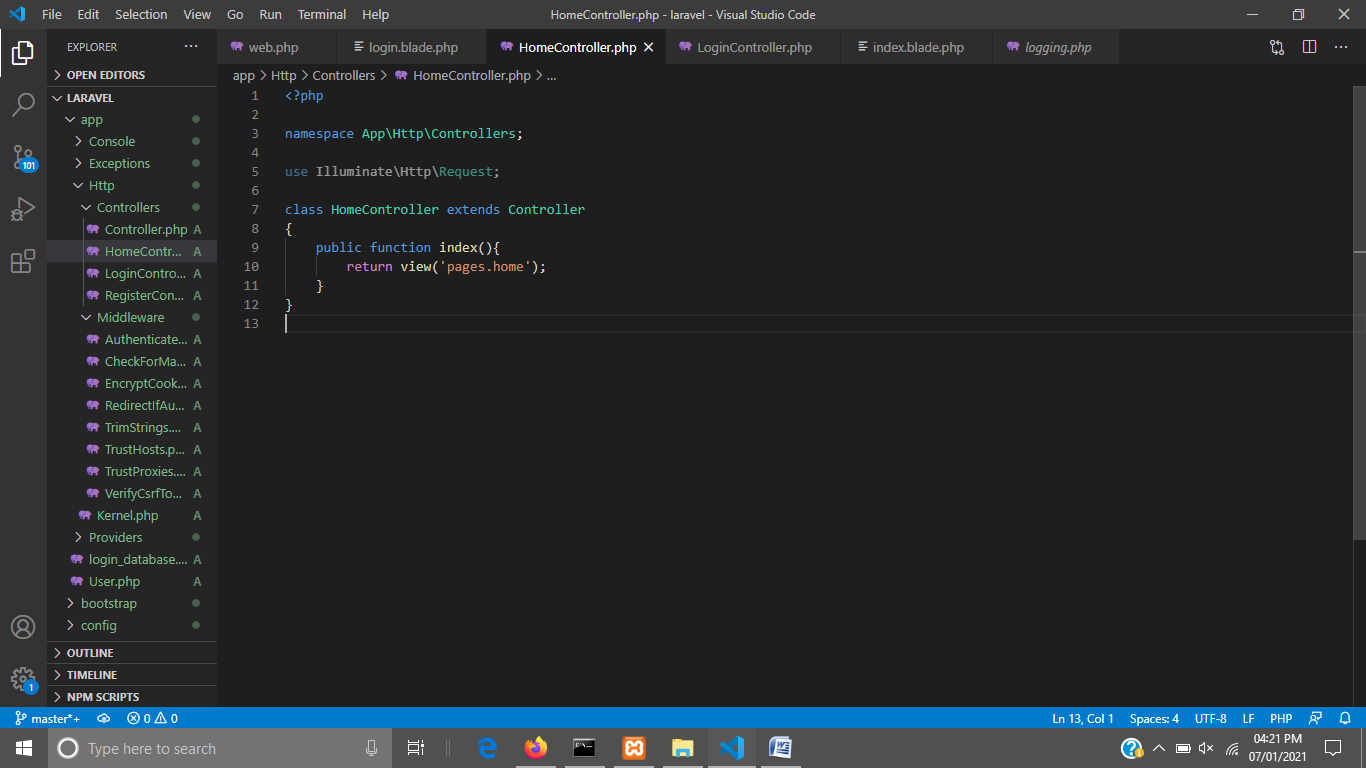 File Edit Selection View Go Run Terminal Help
HomeController.php - laravel - Visual Studio Code
EXPLORER
OPEN EDITORS
LARAVEL
app
Console
Exceptions
Http
Controllers
Controller.php A
HomeContr... A
LoginContro... A
RegisterCon... A
Middleware
Authenticate... A
CheckForMa... A
EncryptCook... A
RedirectIfAu... A
TrimStrings.... A
TrustHosts.p... A
TrustProxies.... A
VerifyCsrfTo... A
Kernel.php A
Providers
login_database.... A
User.php A
bootstrap
config
OUTLINE
TIMELINE
NPM SCRIPTS
101
1
web.php login.blade.php HomeController.php LoginController.php index.blade.php logging.php
app > Http > Controllers > HomeController.php > ...
1 <?php
2
3 namespace App\Http\Controllers;
4
5 use Illuminate\Http\Request;
6
7 class HomeController extends Controller
8 {
9 public function index(){
10 return view('pages.home');
11 }
12 }
13
master*+ 0 0 Ln 13, Col 1 Spaces: 4 UTF-8 LF PHP
Type here to search
04:21 PM
07/01/2021